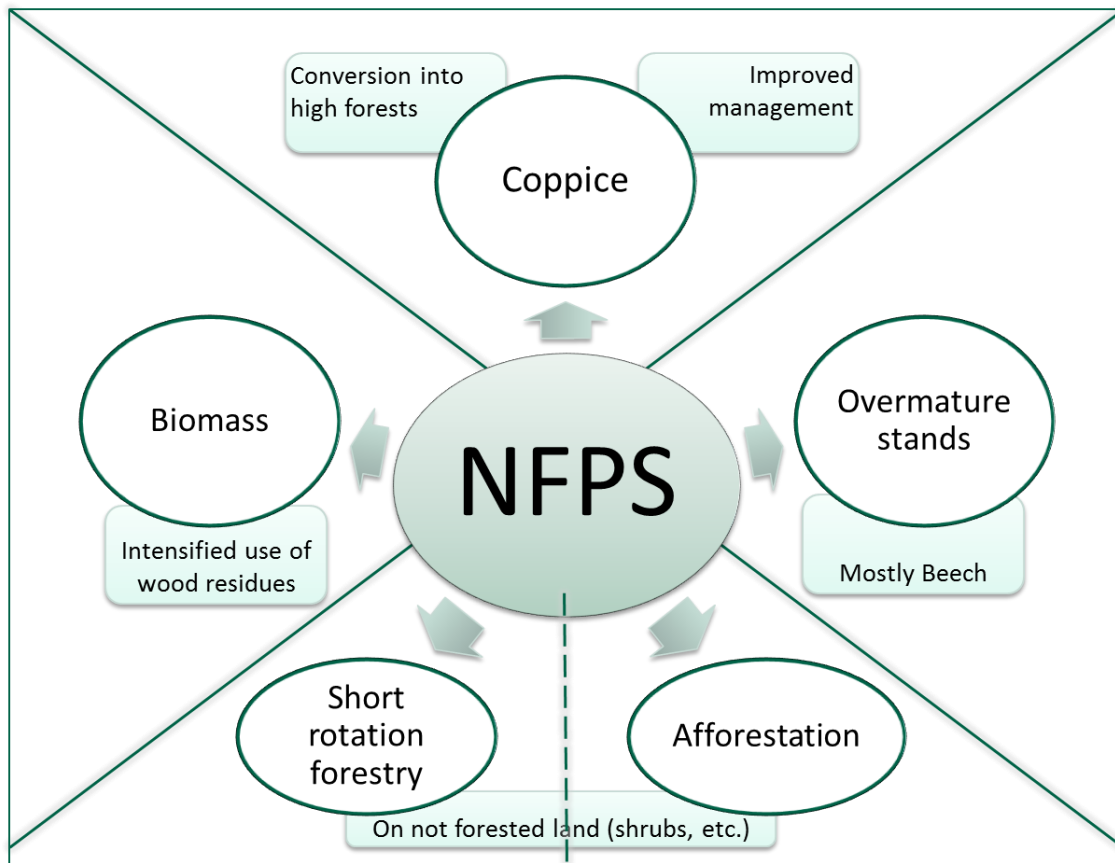 Conversion into
high forests
Improved
management
Coppice
Biomass
Intensified use of
wood residues
NFPS
Overmature
stands
Mostly Beech
Short
rotation
forestry
Afforestation
On not forested land (shrubs, etc.)